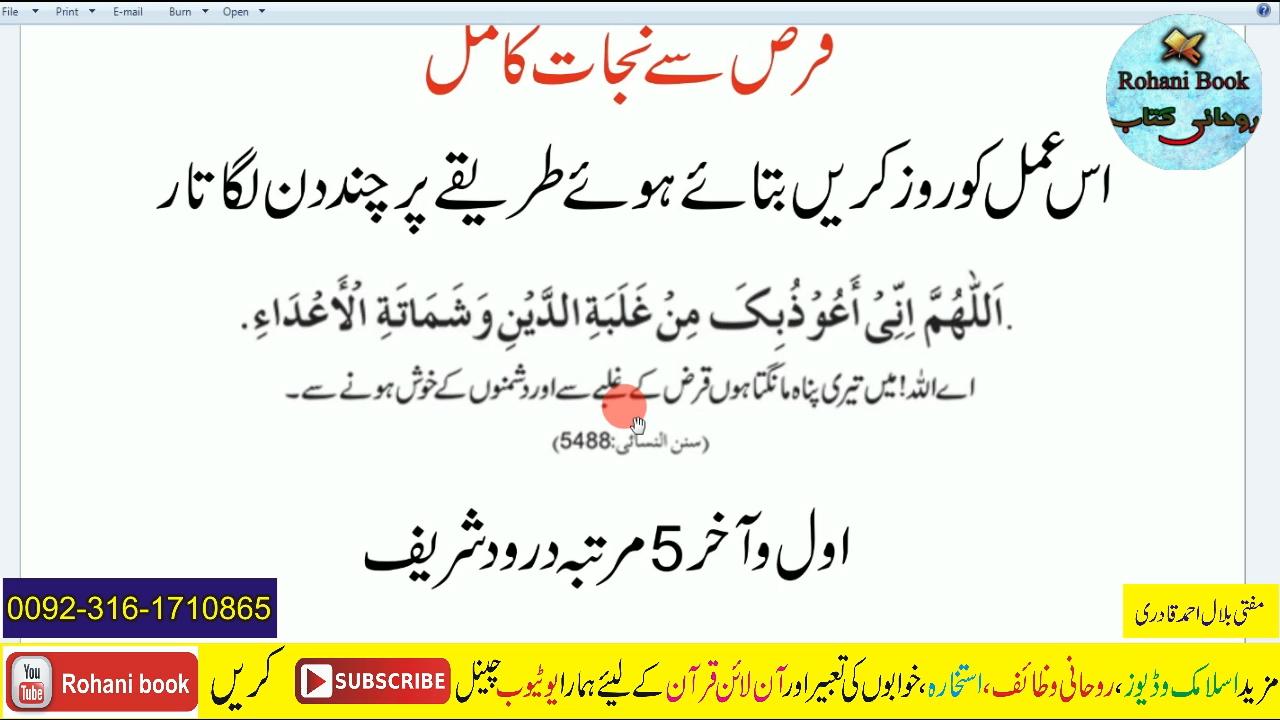 File Print E-mail Burn Open
قرض سے نجات کا مل
Rohani Book
روحانی کتاب
اس عمل کو روز کریں بتائے ہوئے طریقے پر چند دن لگا تار
.اَللّٰهُمَّ اِنِّیْ أَعُوْذُبِکَ مِنْ غَلَبَةِ الدَّیْنِ وَشَمَاتَةِ الْأَعْدَاءِ.
اے اللہ! میں تیری پناہ مانگتا ہوں قرض کے غلبے سے اور دشمنوں کے خوش ہونے سے۔
(سنن النسائی:5488)
اول و آخر 5 مرتبہ درود شریف
0092-316-1710865
مفتی بلال احمد قادری
مزید اسلامک وڈیوز، روحانی وظائف، استخارہ، خوابوں کی تعبیر اور آن لائن قرآن کے لیئے ہمارا یوٹیوب چینل SUBSCRIBE کریں
You Tube Rohani book